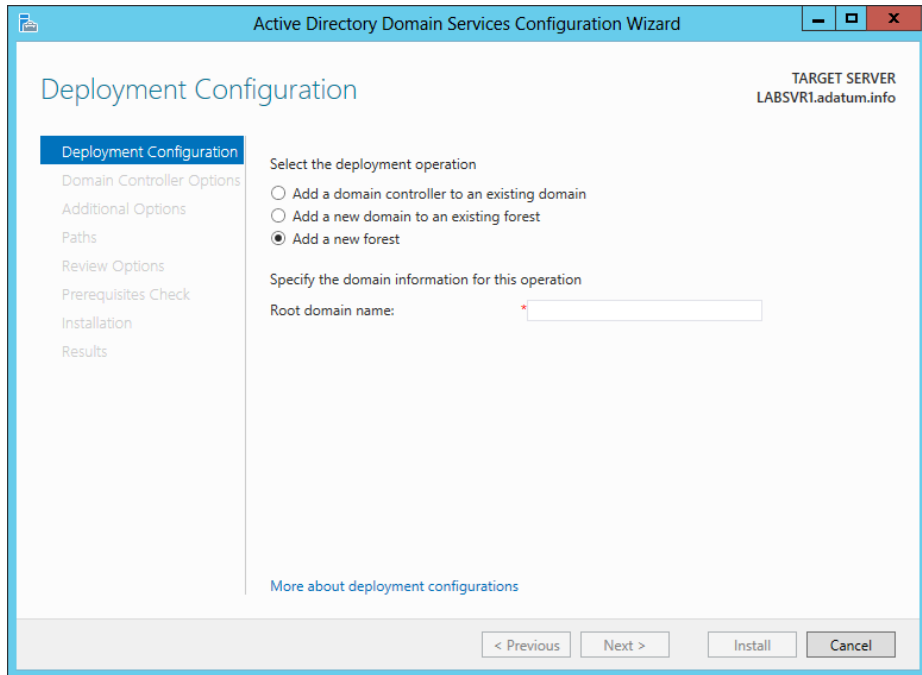 Active Directory Domain Services Configuration Wizard
Deployment Configuration
TARGET SERVER
LABSVR1.adatum.info
Deployment Configuration
Domain Controller Options
Additional Options
Paths
Review Options
Prerequisites Check
Installation
Results
Select the deployment operation
Add a domain controller to an existing domain
Add a new domain to an existing forest
Add a new forest
Specify the domain information for this operation
Root domain name: *
More about deployment configurations
< Previous Next > Install Cancel